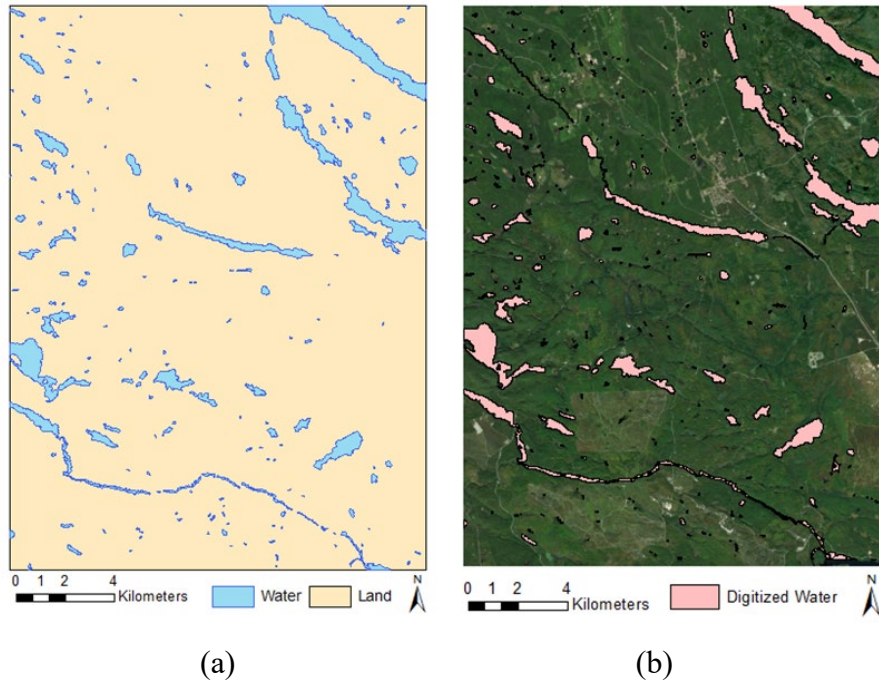 0 1 2 4
Kilometers
Water
Land
N
(a)
0 1 2 4
Kilometers
Digitized Water
N
(b)